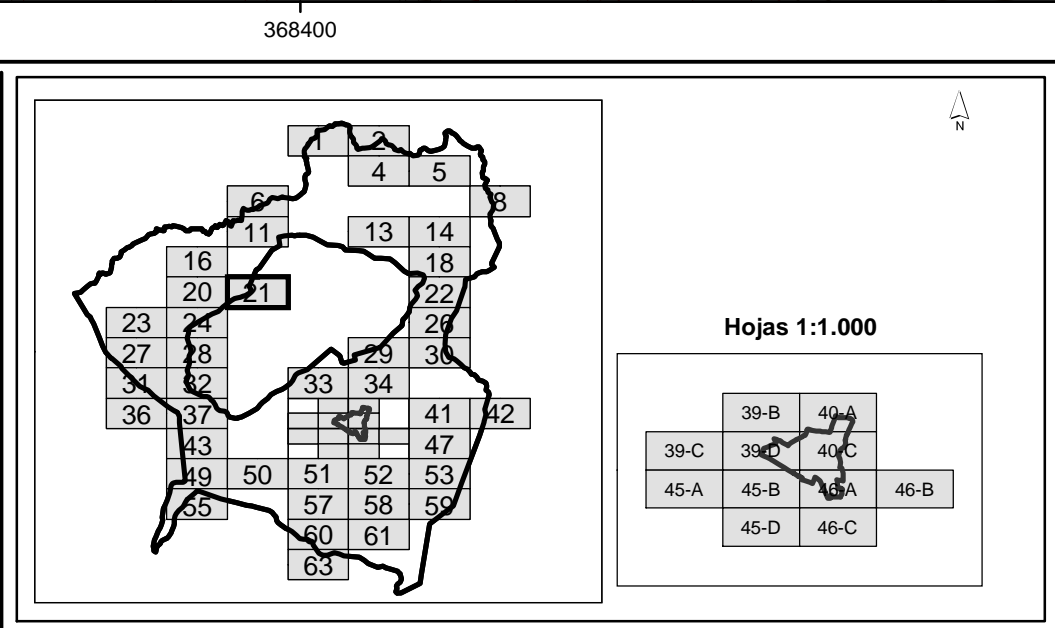 368400
N
1 2
4 5
6 8
11 13 14
16 18
20 21 22
23 24 26
27 28 29 30
31 32 33 34
36 37 41 42
43 47
49 50 51 52 53
55 57 58 59
60 61
63
Hojas 1:1.000
39-B 40-A
39-C 39-D 40-C
45-A 45-B 46-A 46-B
45-D 46-C